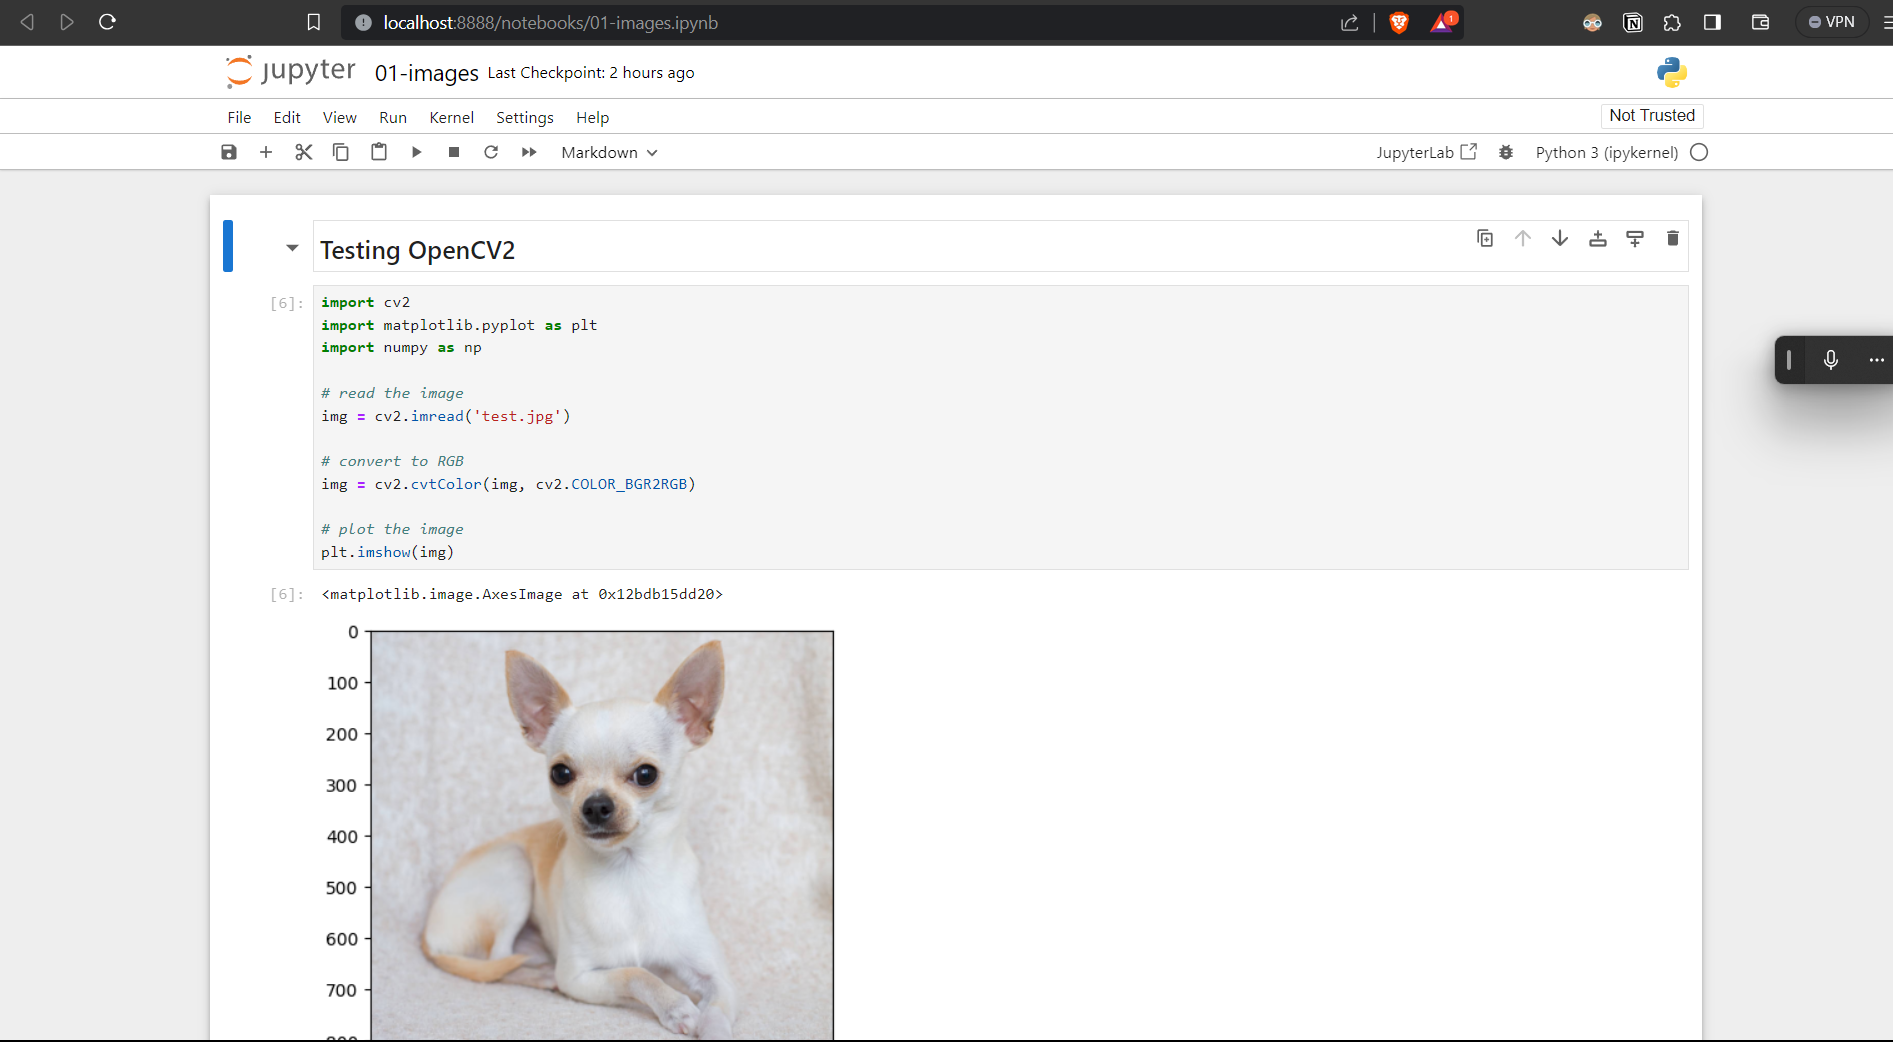 localhost:8888/notebooks/01-images.ipynb
1
VPN
jupyter 01-images Last Checkpoint: 2 hours ago
File Edit View Run Kernel Settings Help
Not Trusted
Markdown
JupyterLab
Python 3 (ipykernel)
Testing OpenCV2
[6]:
import cv2
import matplotlib.pyplot as plt
import numpy as np
# read the image
img = cv2.imread('test.jpg')
# convert to RGB
img = cv2.cvtColor(img, cv2.COLOR_BGR2RGB)
# plot the image
plt.imshow(img)
[6]: <matplotlib.image.AxesImage at 0x12bdb15dd20>
0
100
200
300
400
500
600
700